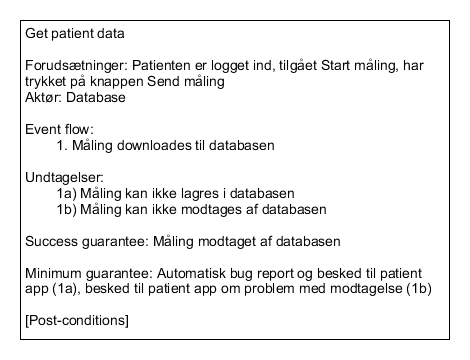 Get patient data
Forudsætninger: Patienten er logget ind, tilgået Start måling, har
trykket på knappen Send måling
Aktør: Database
Event flow:
1. Måling downloades til databasen
Undtagelser:
1a) Måling kan ikke lagres i databasen
1b) Måling kan ikke modtages af databasen
Success guarantee: Måling modtaget af databasen
Minimum guarantee: Automatisk bug report og besked til patient
app (1a), besked til patient app om problem med modtagelse (1b)
[Post-conditions]